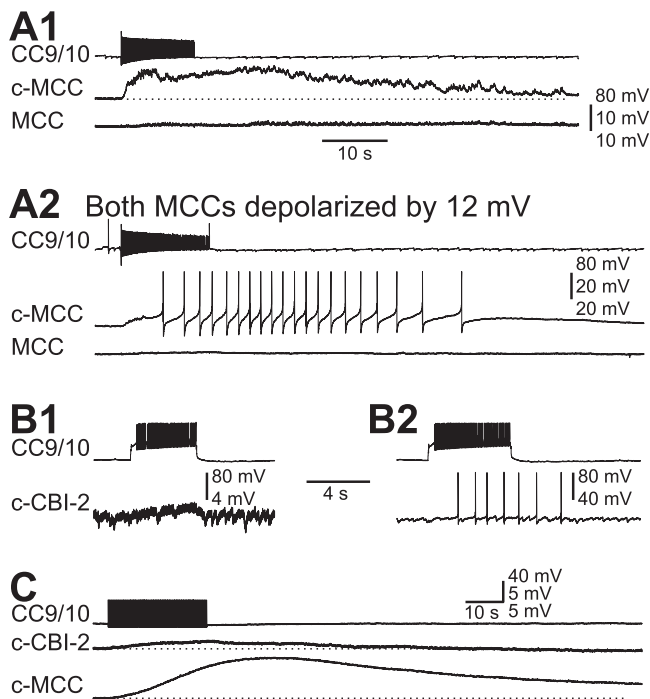 A1
CC9/10
c-MCC
MCC
80 mV
10 mV
10 mV
10 s
A2 Both MCCs depolarized by 12 mV
CC9/10
80 mV
20 mV
20 mV
c-MCC
MCC
B1
CC9/10
80 mV
4 mV
c-CBI-2
4 s
B2
80 mV
40 mV
C
CC9/10
40 mV
5 mV
5 mV
10 s
c-CBI-2
c-MCC